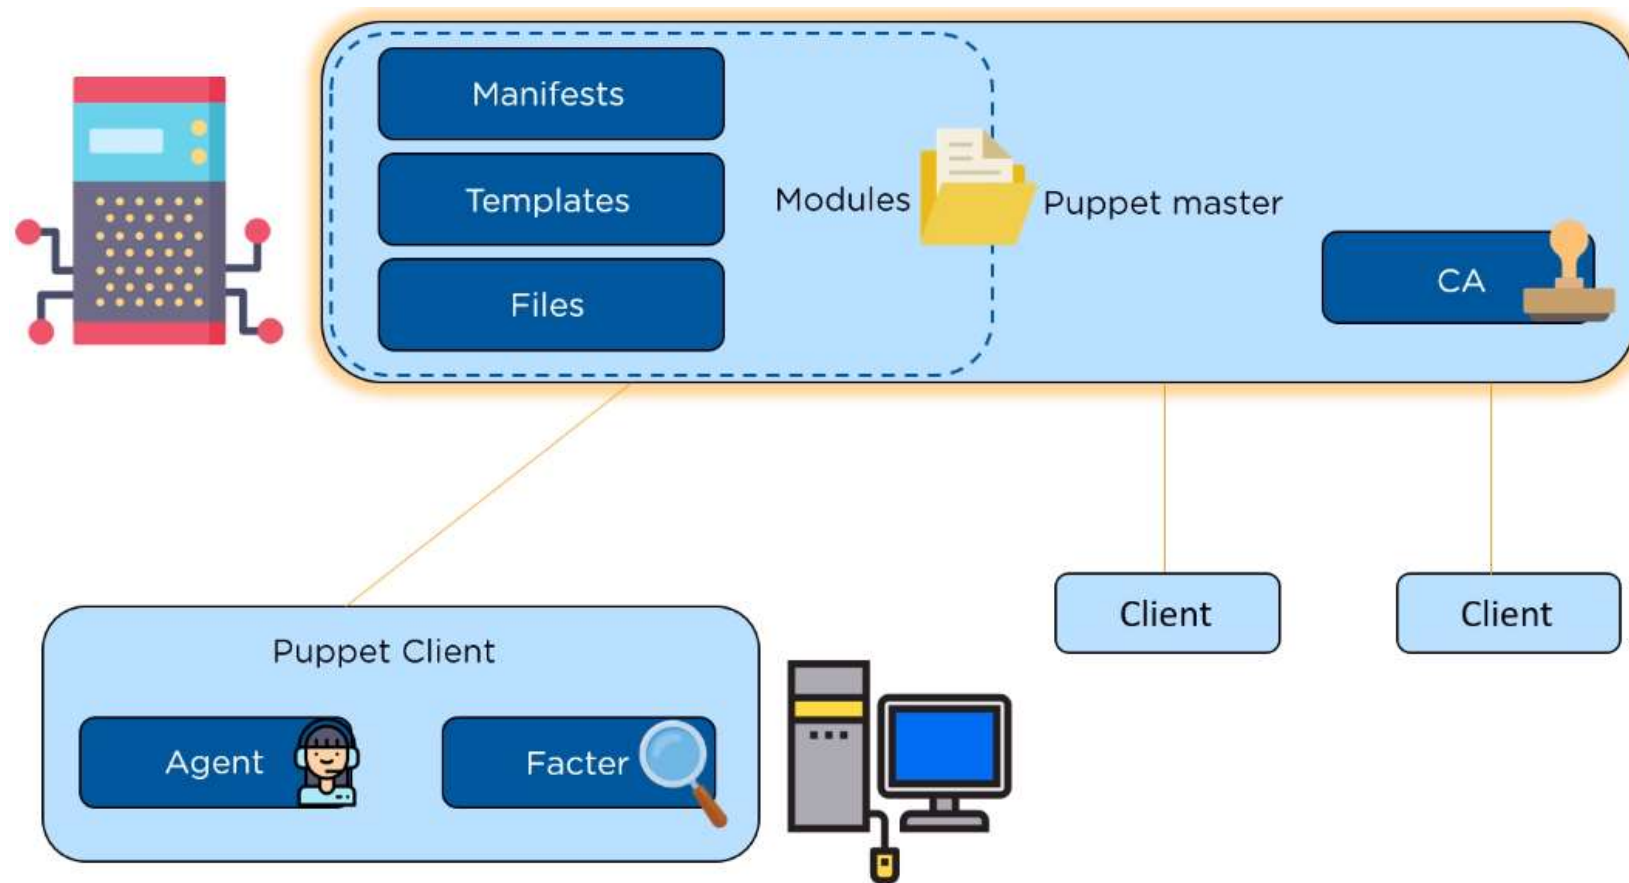 Manifests
Templates
Files
Modules
Puppet master
CA
Puppet Client
Agent
Facter
Client
Client